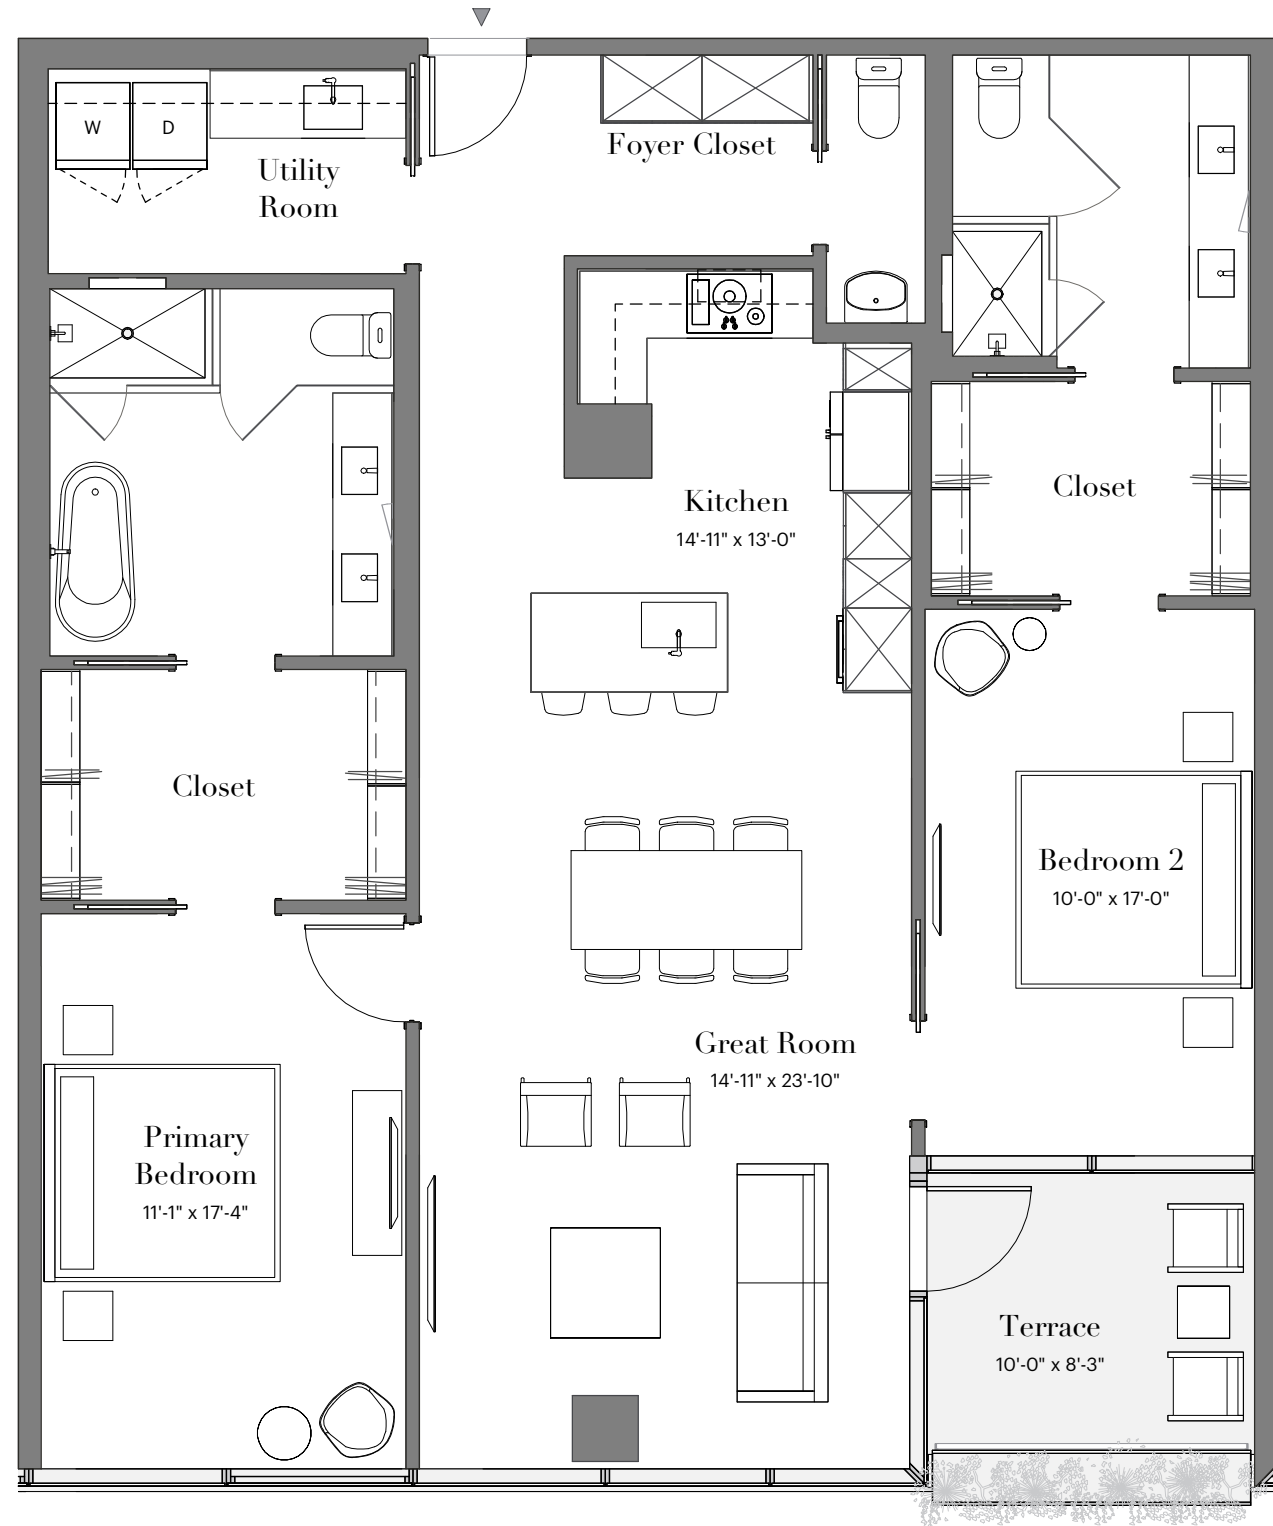 W
D
Utility
Room
Foyer Closet
Kitchen
14'-11" x 13'-0"
Closet
Closet
Bedroom 2
10'-0" x 17'-0"
Great Room
14'-11" x 23'-10"
Primary
Bedroom
11'-1" x 17'-4"
Terrace
10'-0" x 8'-3"